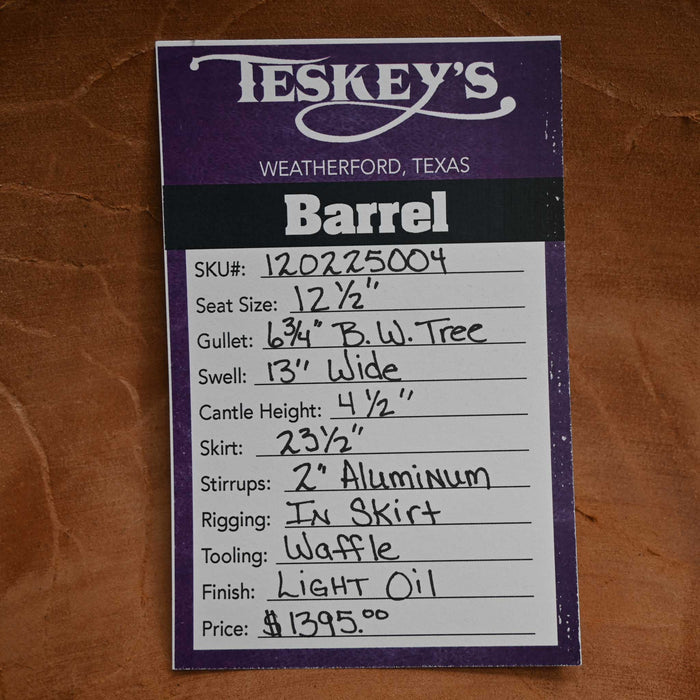 TESKEY'S
WEATHERFORD, TEXAS
Barrel
SKU#: 120225004
Seat Size: 12 1/2"
Gullet: 6 3/4" B.W. Tree
Swell: 13" Wide
Cantle Height: 4 1/2"
Skirt: 23 1/2"
Stirrups: 2" Aluminum
Rigging: In Skirt
Tooling: Waffle
Finish: Light Oil
Price: $1395.00